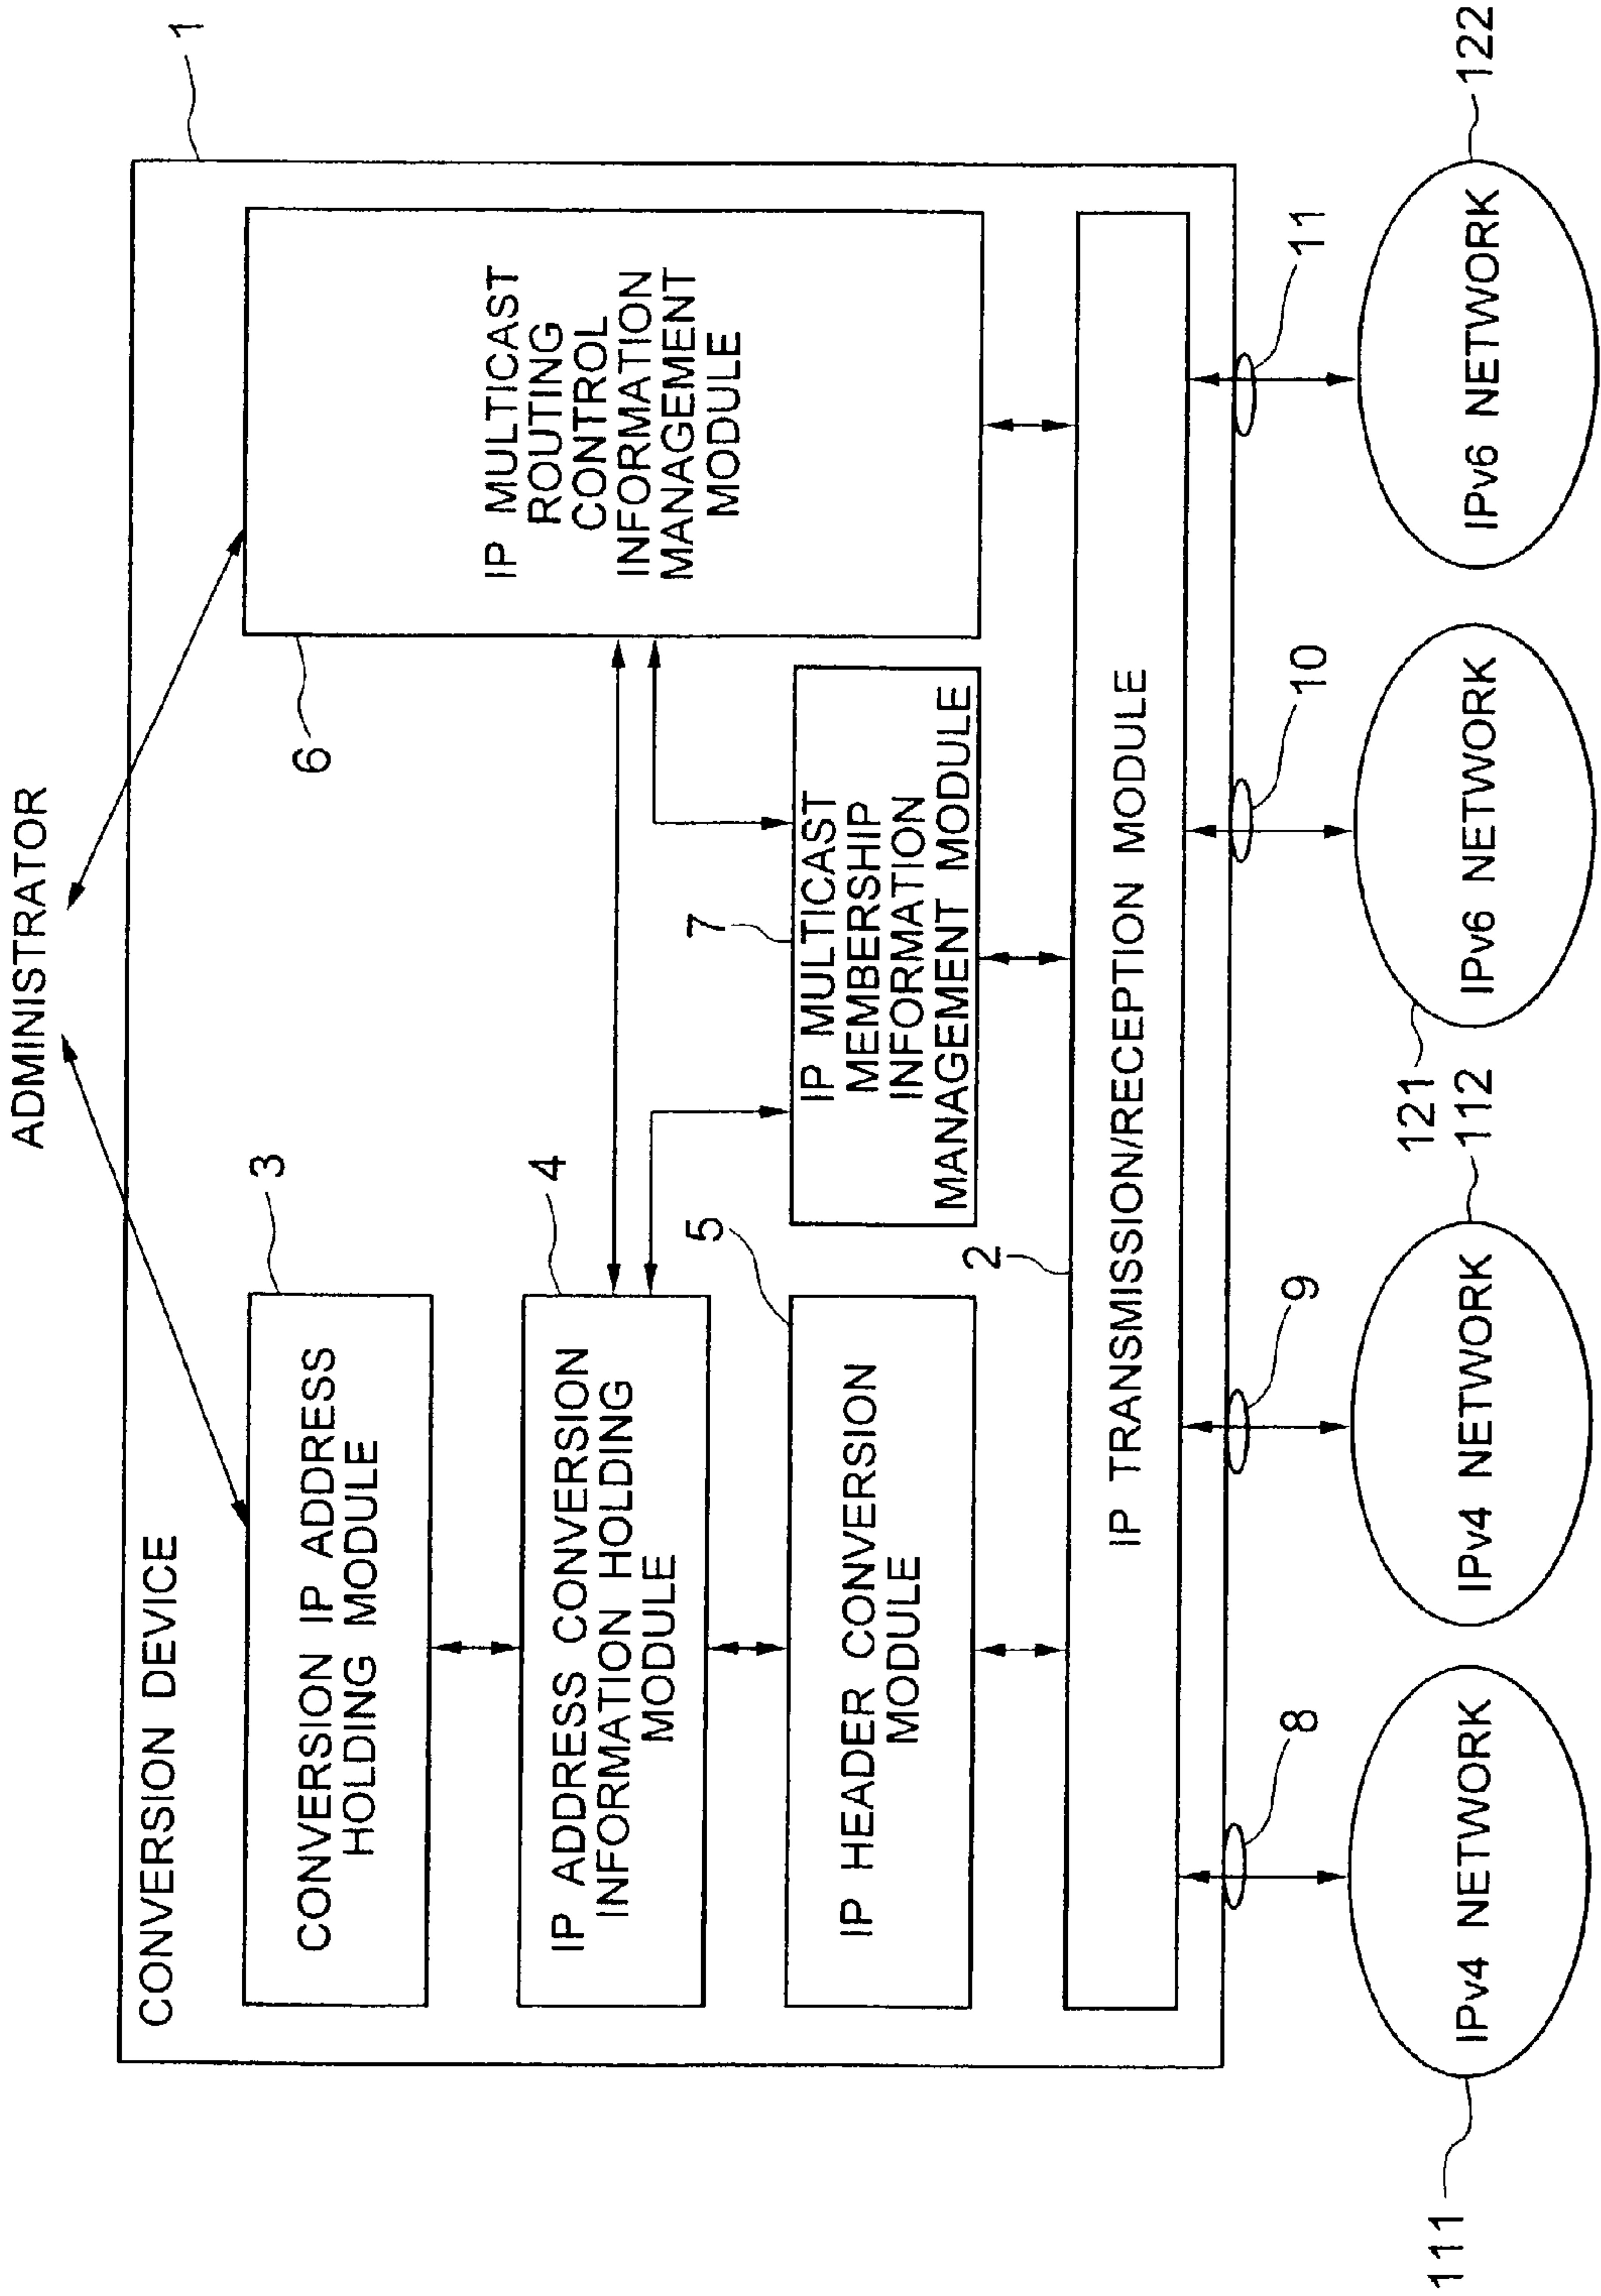 ADMINISTRATOR
1
CONVERSION DEVICE
3
CONVERSION IP ADDRESS
HOLDING MODULE
4
IP ADDRESS CONVERSION
INFORMATION HOLDING
MODULE
5
IP HEADER CONVERSION
MODULE
6
IP MULTICAST
ROUTING
CONTROL
INFORMATION
MANAGEMENT
MODULE
7
IP MULTICAST
MEMBERSHIP
INFORMATION
MANAGEMENT MODULE
2
IP TRANSMISSION/RECEPTION MODULE
8
9
10
11
111
IPv4 NETWORK
112
IPv4 NETWORK
121
IPv6 NETWORK
122
IPv6 NETWORK